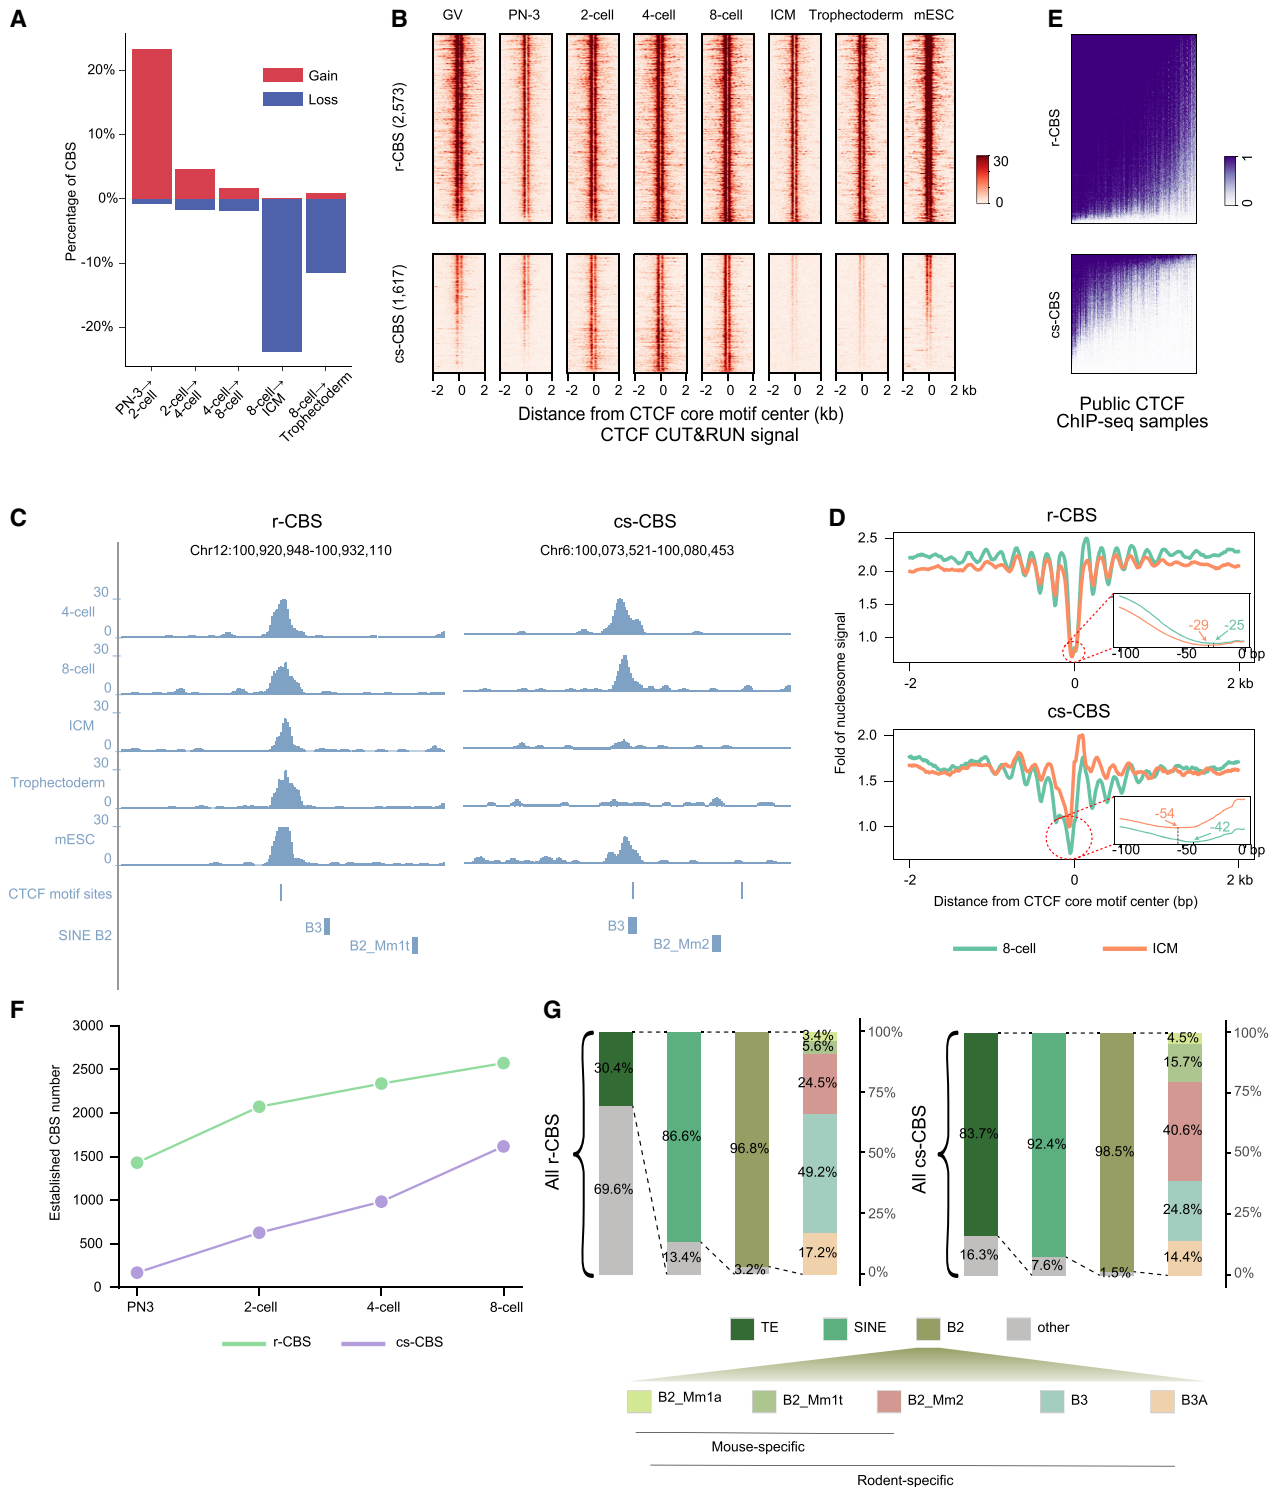 A
20%
10%
0%
-10%
-20%
Percentage of CBS
Gain
Loss
PN-3→
2-cell
2-cell→
4-cell
4-cell→
8-cell
8-cell→
ICM
8-cell→
Trophectoderm
B
GV PN-3 2-cell 4-cell 8-cell ICM Trophectoderm mESC
r-CBS (2,573)
cs-CBS (1,617)
30
0
-2 0 2 -2 0 2 -2 0 2 -2 0 2 -2 0 2 -2 0 2 -2 0 2 -2 0 2 kb
Distance from CTCF core motif center (kb)
CTCF CUT&RUN signal
E
r-CBS
cs-CBS
1
0
Public CTCF
ChIP-seq samples
C
r-CBS cs-CBS
Chr12:100,920,948-100,932,110 Chr6:100,073,521-100,080,453
30
4-cell
0
30
8-cell
0
30
ICM
0
30
Trophectoderm
0
30
mESC
0
CTCF motif sites
SINE B2
B3
B2_Mm1t
B3
B2_Mm2
D
r-CBS
2.5
2.0
1.5
1.0
-29 -25
-100 -50 0 bp
-2 0 2 kb
cs-CBS
2.0
1.5
1.0
-54
-42
-100 -50 0 bp
-2 0 2 kb
Fold of nucleosome signal
Distance from CTCF core motif center (bp)
8-cell ICM
F
3000
2500
2000
1500
1000
500
0
Established CBS number
PN3 2-cell 4-cell 8-cell
r-CBS cs-CBS
G
All r-CBS
30.4%
69.6%
86.6%
13.4%
96.8%
3.2%
3.4%
5.6%
24.5%
49.2%
17.2%
100%
75%
50%
25%
0%
All cs-CBS
83.7%
16.3%
92.4%
7.6%
98.5%
1.5%
4.5%
15.7%
40.6%
24.8%
14.4%
100%
75%
50%
25%
0%
TE SINE B2 other
B2_Mm1a B2_Mm1t B2_Mm2 B3 B3A
Mouse-specific
Rodent-specific